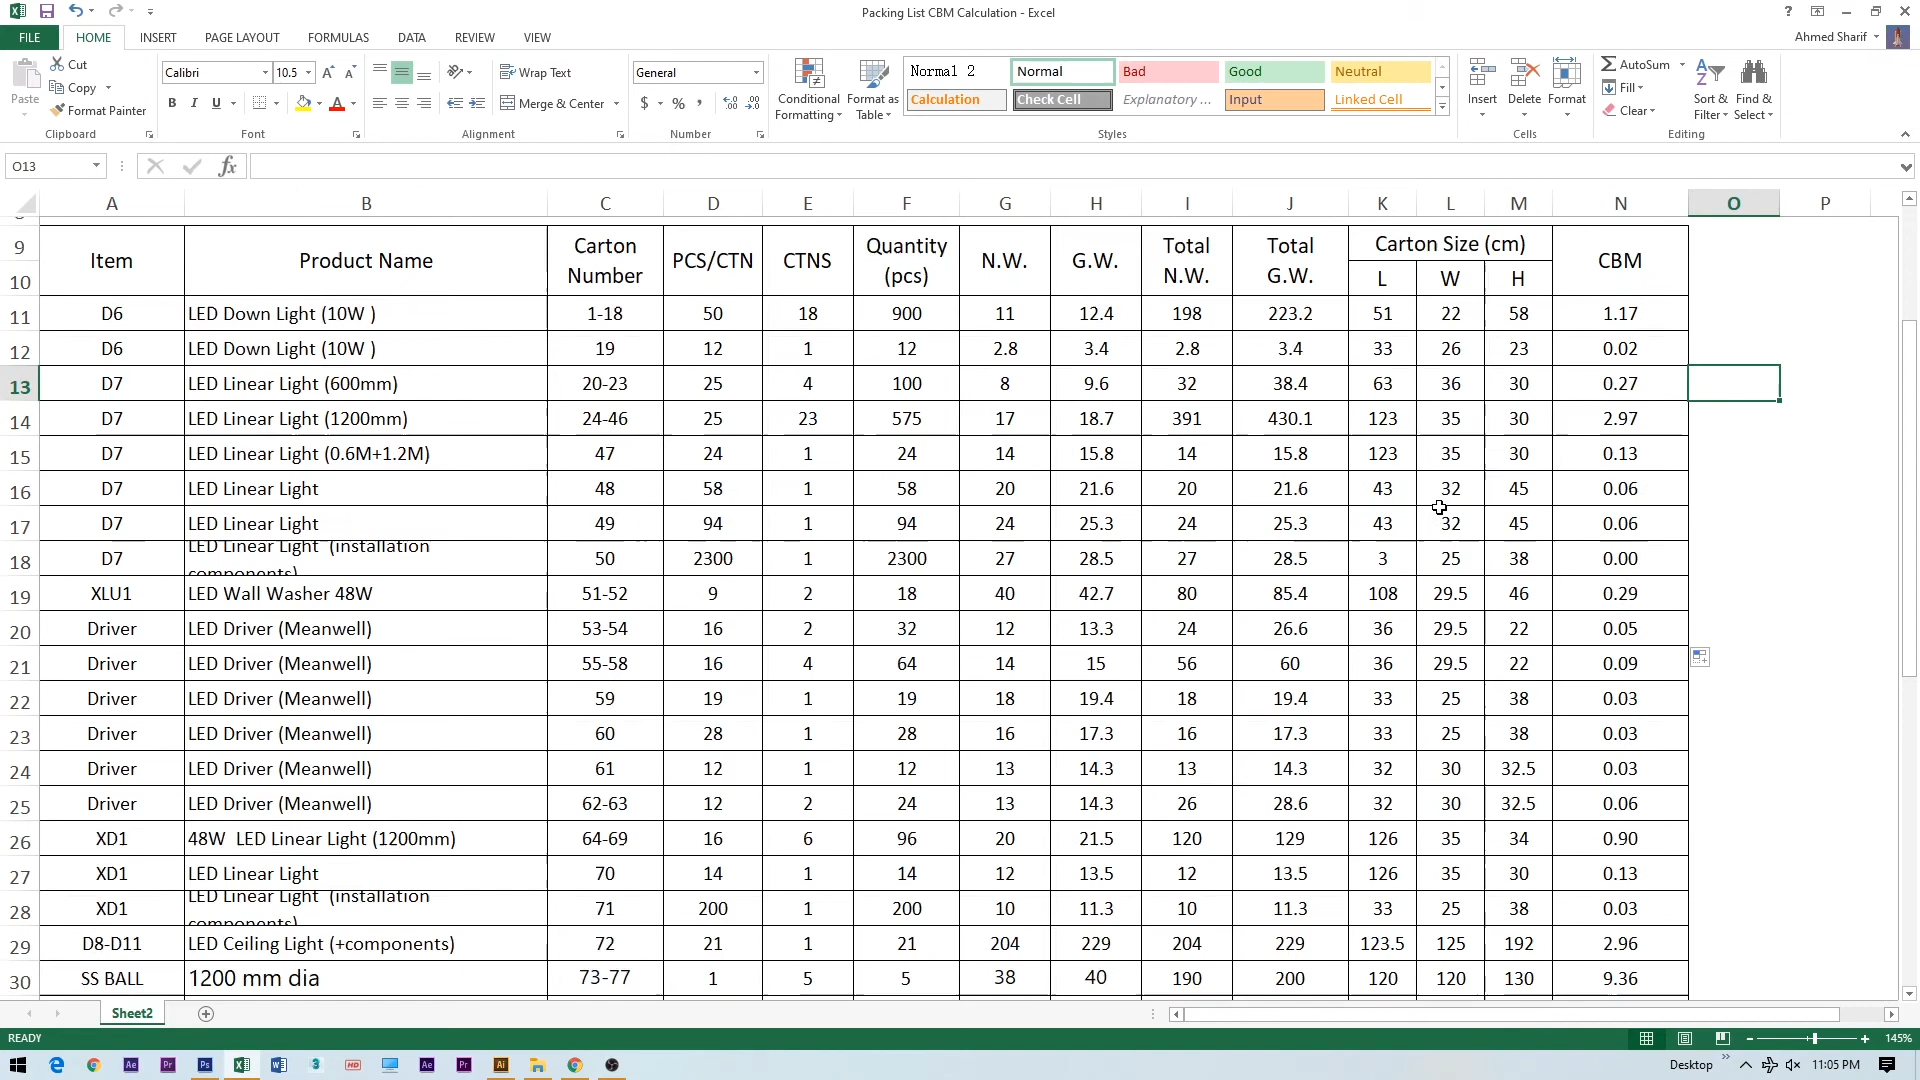 Packing List CBM Calculation - Excel
FILE HOME INSERT PAGE LAYOUT FORMULAS DATA REVIEW VIEW Ahmed Sharif
Paste Cut Copy Format Painter
Clipboard
Calibri 10.5
B I U
Font
Wrap Text
Merge & Center
Alignment
General
$ % ,
Number
Conditional Formatting
Format as Table
Normal 2 Normal Bad Good Neutral
Calculation Check Cell Explanatory ... Input Linked Cell
Styles
Insert Delete Format
Cells
AutoSum
Fill
Clear
Sort & Filter
Find & Select
Editing
O13 fx
A B C D E F G H I J K L M N O P
9 10 Item Product Name Carton Number PCS/CTN CTNS Quantity (pcs) N.W. G.W. Total N.W. Total G.W. Carton Size (cm) L W H CBM
11 D6 LED Down Light (10W ) 1-18 50 18 900 11 12.4 198 223.2 51 22 58 1.17
12 D6 LED Down Light (10W ) 19 12 1 12 2.8 3.4 2.8 3.4 33 26 23 0.02
13 D7 LED Linear Light (600mm) 20-23 25 4 100 8 9.6 32 38.4 63 36 30 0.27
14 D7 LED Linear Light (1200mm) 24-46 25 23 575 17 18.7 391 430.1 123 35 30 2.97
15 D7 LED Linear Light (0.6M+1.2M) 47 24 1 24 14 15.8 14 15.8 123 35 30 0.13
16 D7 LED Linear Light 48 58 1 58 20 21.6 20 21.6 43 32 45 0.06
17 D7 LED Linear Light 49 94 1 94 24 25.3 24 25.3 43 32 45 0.06
18 D7 LED Linear Light (installation components) 50 2300 1 2300 27 28.5 27 28.5 3 25 38 0.00
19 XLU1 LED Wall Washer 48W 51-52 9 2 18 40 42.7 80 85.4 108 29.5 46 0.29
20 Driver LED Driver (Meanwell) 53-54 16 2 32 12 13.3 24 26.6 36 29.5 22 0.05
21 Driver LED Driver (Meanwell) 55-58 16 4 64 14 15 56 60 36 29.5 22 0.09
22 Driver LED Driver (Meanwell) 59 19 1 19 18 19.4 18 19.4 33 25 38 0.03
23 Driver LED Driver (Meanwell) 60 28 1 28 16 17.3 16 17.3 33 25 38 0.03
24 Driver LED Driver (Meanwell) 61 12 1 12 13 14.3 13 14.3 32 30 32.5 0.03
25 Driver LED Driver (Meanwell) 62-63 12 2 24 13 14.3 26 28.6 32 30 32.5 0.06
26 XD1 48W LED Linear Light (1200mm) 64-69 16 6 96 20 21.5 120 129 126 35 34 0.90
27 XD1 LED Linear Light 70 14 1 14 12 13.5 12 13.5 126 35 30 0.13
28 XD1 LED Linear Light (installation components) 71 200 1 200 10 11.3 10 11.3 33 25 38 0.03
29 D8-D11 LED Ceiling Light (+components) 72 21 1 21 204 229 204 229 123.5 125 192 2.96
30 SS BALL 1200 mm dia 73-77 1 5 5 38 40 190 200 120 120 130 9.36
Sheet2
READY 145%
Desktop 11:05 PM